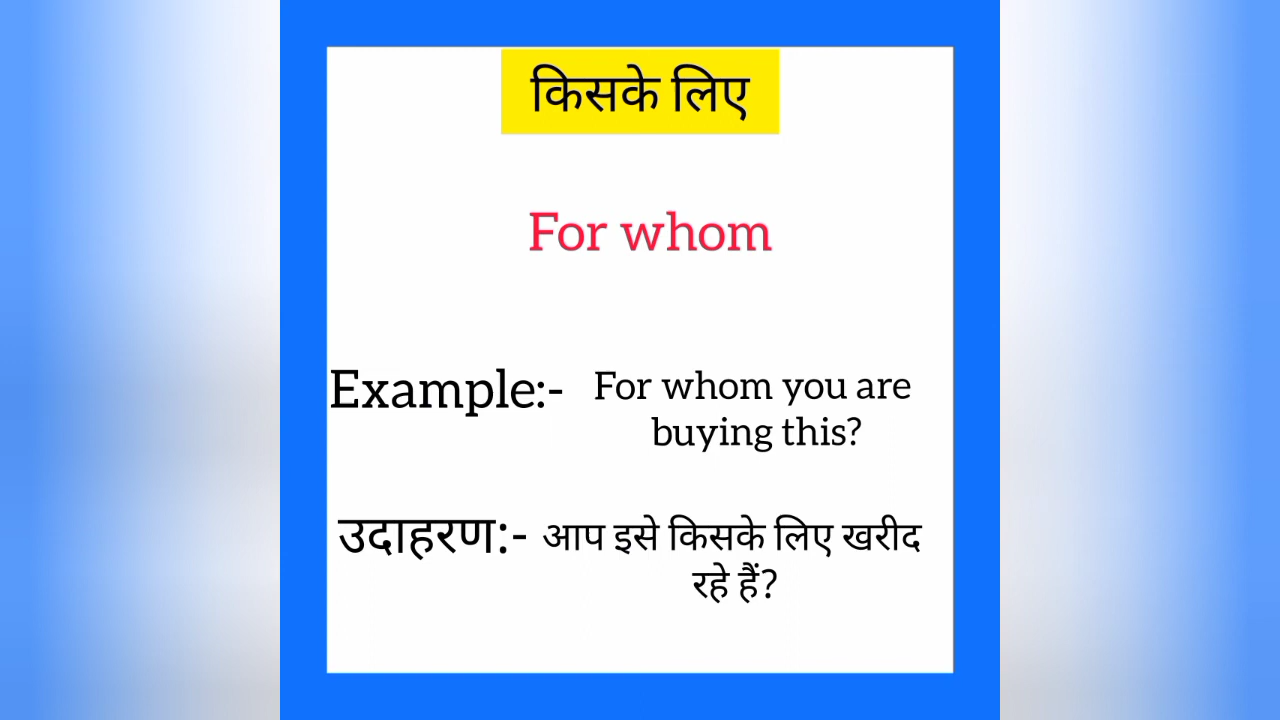 किसके लिए
For whom
Example:- For whom you are
buying this?
उदाहरण:- आप इसे किसके लिए खरीद
रहे हैं?